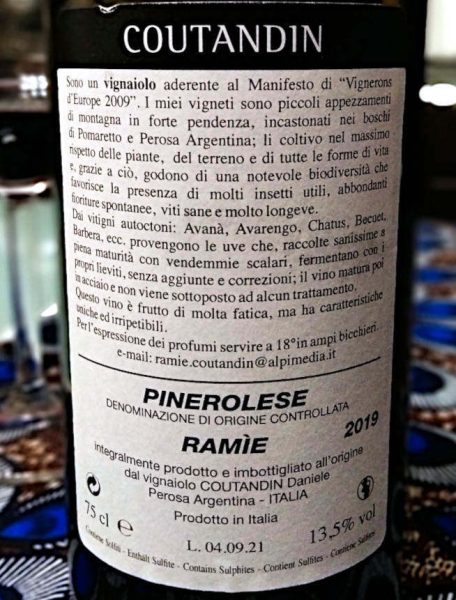 COUTANDIN
Sono un vignaiolo aderente al Manifesto di "Vignerons
d'Europe 2009". I miei vigneti sono piccoli appezzamenti
di montagna in forte pendenza, incastonati nei boschi
di Pomaretto e Perosa Argentina; li coltivo nel massimo
rispetto delle piante, del terreno e di tutte le forme di vita
e, grazie a ciò, godono di una notevole biodiversità che
favorisce la presenza di molti insetti utili, abbondanti
fioriture spontanee, viti sane e molto longeve.
Dai vitigni autoctoni: Avanà, Avarengo, Chatus, Becuet,
Barbera, ecc. provengono le uve che, raccolte sanissime a
piena maturità con vendemmie scalari, fermentano con i
propri lieviti, senza aggiunte e correzioni; il vino matura poi
in acciaio e non viene sottoposto ad alcun trattamento.
Questo vino è frutto di molta fatica, ma ha caratteristiche
uniche ed irripetibili.
Per l'espressione dei profumi servire a 18° in ampi bicchieri.
e-mail: ramie.coutandin@alpimedia.it
PINEROLESE
DENOMINAZIONE DI ORIGINE CONTROLLATA
RAMÌE 2019
integralmente prodotto e imbottigliato all'origine
dal vignaiolo COUTANDIN Daniele
Perosa Argentina - ITALIA
Prodotto in Italia
75 cl e 13,5% vol
L. 04.09.21
Contiene Solfiti - Enthält Sulfite - Contains Sulphites - Contient Sulfites - Contiene Sulfitos